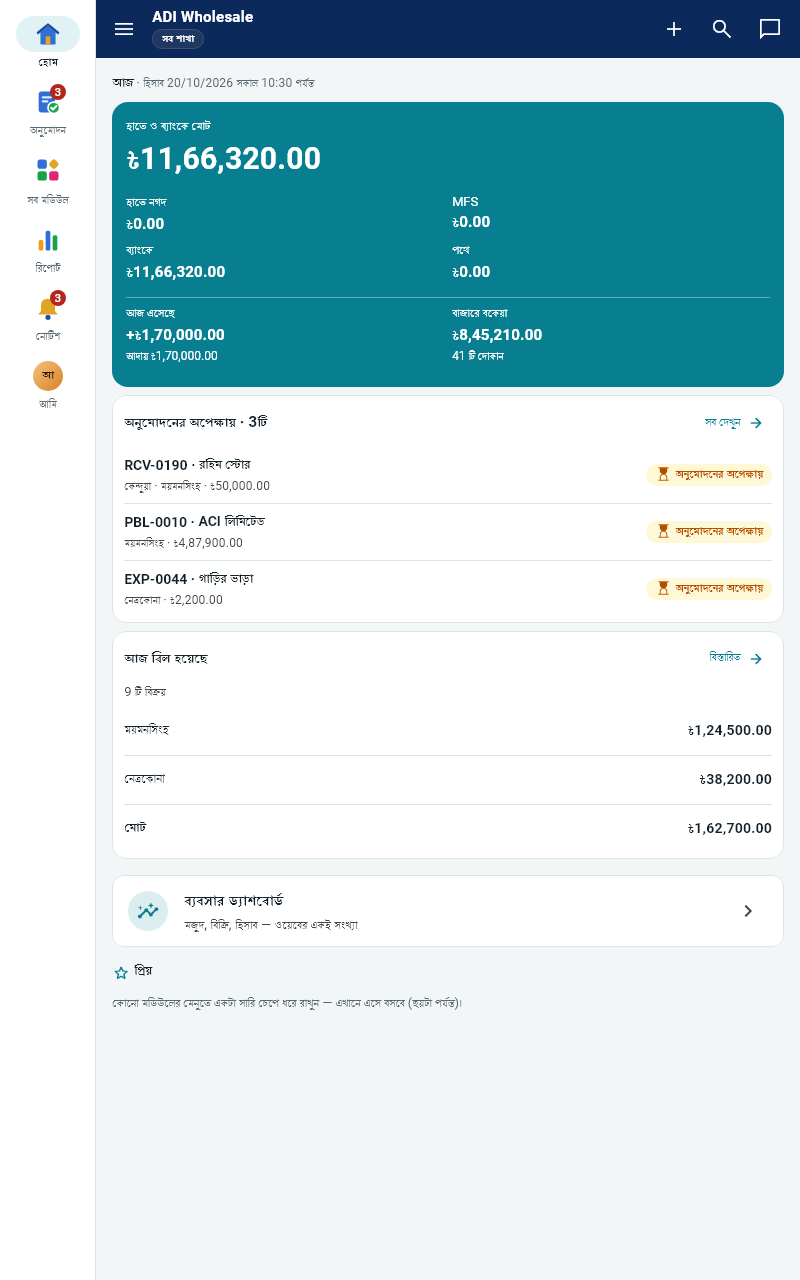 ADI Wholesale
সব শাখা
হোম
3
অনুমোদন
সব মডিউল
রিপোর্ট
3
নোটিশ
আ
আমি
আজ · হিসাব 20/10/2026 সকাল 10:30 পর্যন্ত
হাতে ও ব্যাংকে মোট
৳11,66,320.00
হাতে নগদ
৳0.00
MFS
৳0.00
ব্যাংকে
৳11,66,320.00
পথে
৳0.00
আজ এসেছে
+৳1,70,000.00
আদায় ৳1,70,000.00
বাজারে বকেয়া
৳8,45,210.00
41 টি দোকান
অনুমোদনের অপেক্ষায় · 3টি
সব দেখুন
RCV-0190 · রহিম স্টোর
কেন্দুয়া · ময়মনসিংহ · ৳50,000.00
অনুমোদনের অপেক্ষায়
PBL-0010 · ACI লিমিটেড
ময়মনসিংহ · ৳4,87,900.00
অনুমোদনের অপেক্ষায়
EXP-0044 · গাড়ির ভাড়া
নেত্রকোনা · ৳2,200.00
অনুমোদনের অপেক্ষায়
আজ বিল হয়েছে
বিস্তারিত
9 টি বিক্রয়
ময়মনসিংহ ৳1,24,500.00
নেত্রকোনা ৳38,200.00
মোট ৳1,62,700.00
ব্যবসার ড্যাশবোর্ড
মজুদ, বিক্রি, হিসাব — ওয়েবের একই সংখ্যা
প্রিয়
কোনো মডিউলের মেনুতে একটা সারি চেপে ধরে রাখুন — এখানে এসে বসবে (ছয়টা পর্যন্ত)।